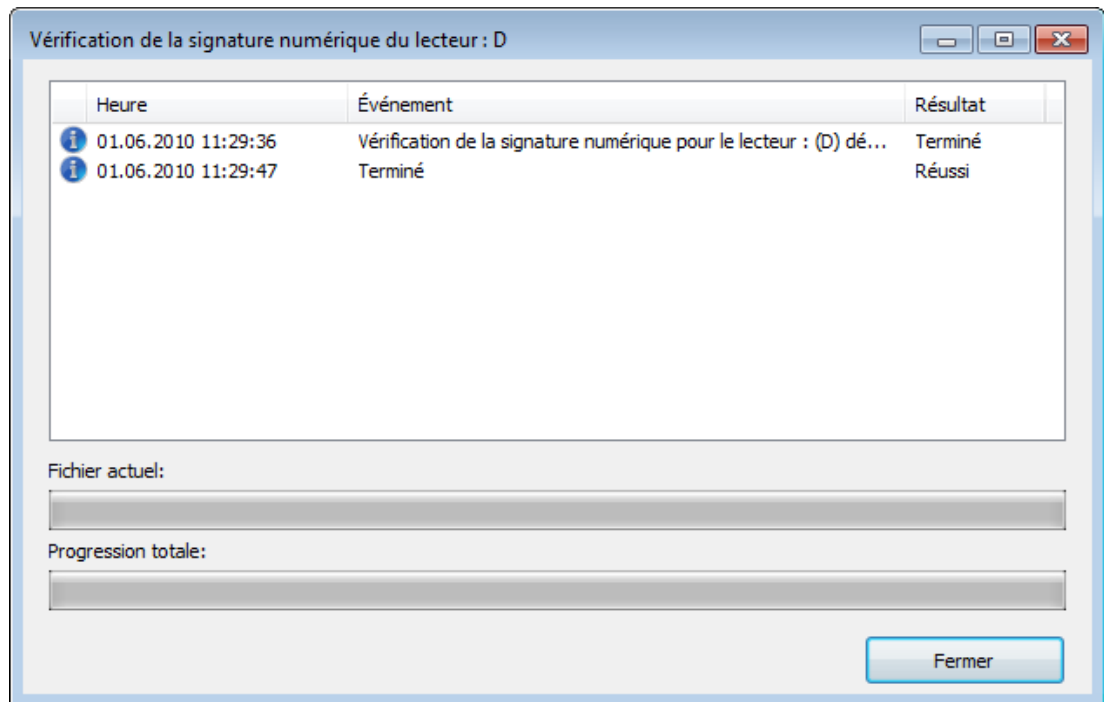 Vérification de la signature numérique du lecteur : D
Heure Événement Résultat
01.06.2010 11:29:36 Vérification de la signature numérique pour le lecteur : (D) dé... Terminé
01.06.2010 11:29:47 Terminé Réussi
Fichier actuel:
Progression totale:
Fermer